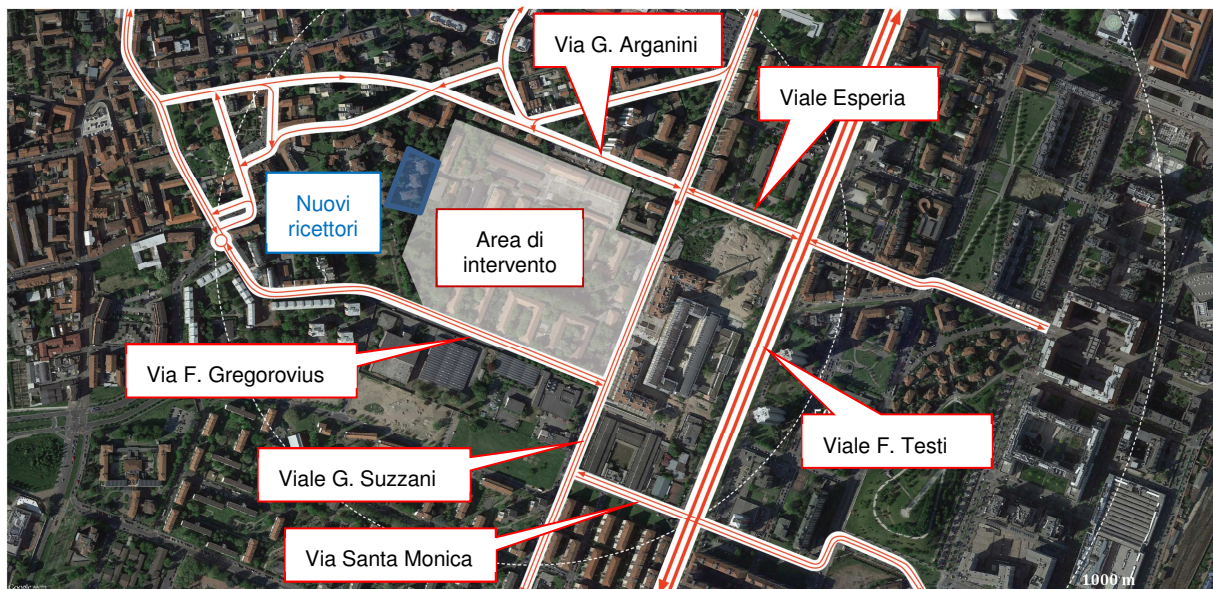 Via G. Arganini
Viale Esperia
Nuovi
ricettori
Area di
intervento
Via F. Gregorovius
Viale F. Testi
Viale G. Suzzani
Via Santa Monica
1000 m